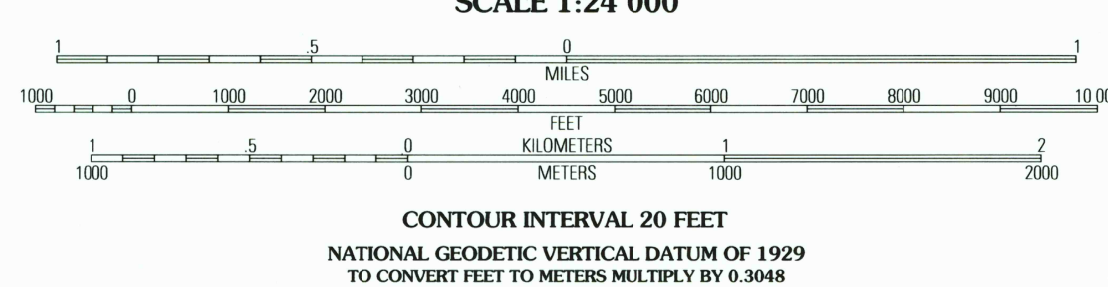 SCALE 1:24 000
1 .5 0 1
MILES
1000 0 1000 2000 3000 4000 5000 6000 7000 8000 9000 10 00
FEET
1 .5 0 KILOMETERS 1 2
1000 0 METERS 1000 2000
CONTOUR INTERVAL 20 FEET
NATIONAL GEODETIC VERTICAL DATUM OF 1929
TO CONVERT FEET TO METERS MULTIPLY BY 0.3048